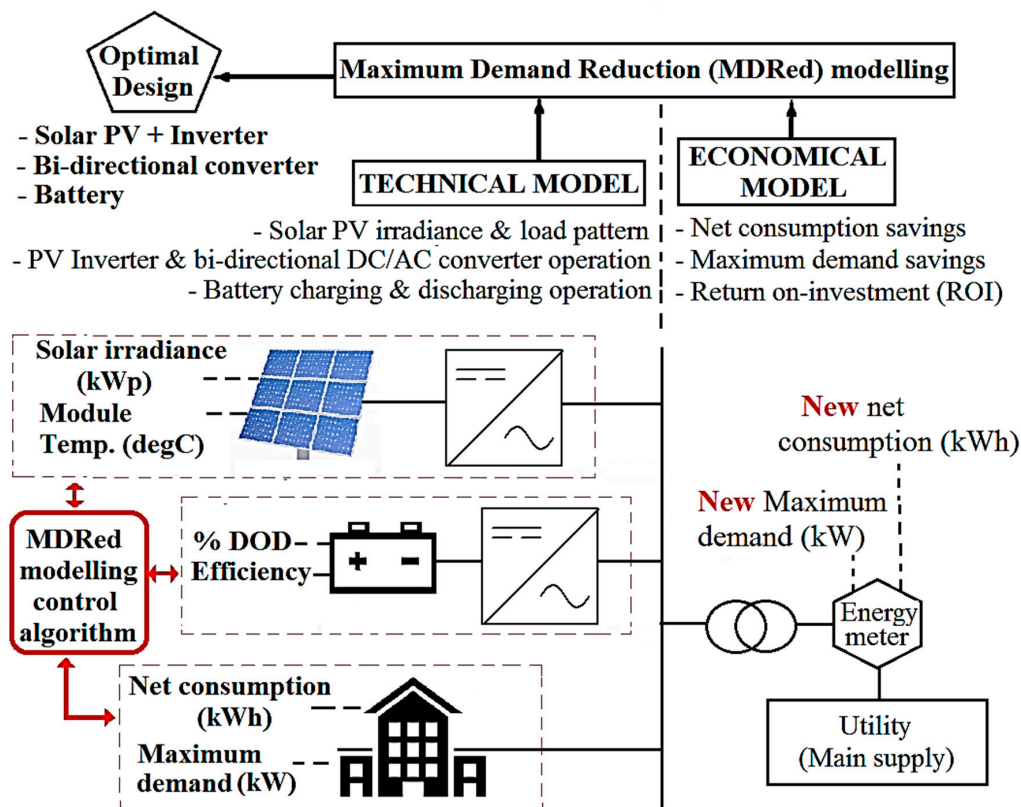 Optimal
Design
Maximum Demand Reduction (MDRed) modelling
- Solar PV + Inverter
- Bi-directional converter
- Battery
TECHNICAL MODEL
ECONOMICAL
MODEL
- Solar PV irradiance & load pattern
- PV Inverter & bi-directional DC/AC converter operation
- Battery charging & discharging operation
- Net consumption savings
- Maximum demand savings
- Return on-investment (ROI)
Solar irradiance
(kWp)
Module
Temp. (degC)
MDRed
modelling
control
algorithm
% DOD
Efficiency
+ -
Net consumption
(kWh)
Maximum
demand (kW)
New net
consumption (kWh)
New Maximum
demand (kW)
Energy
meter
Utility
(Main supply)